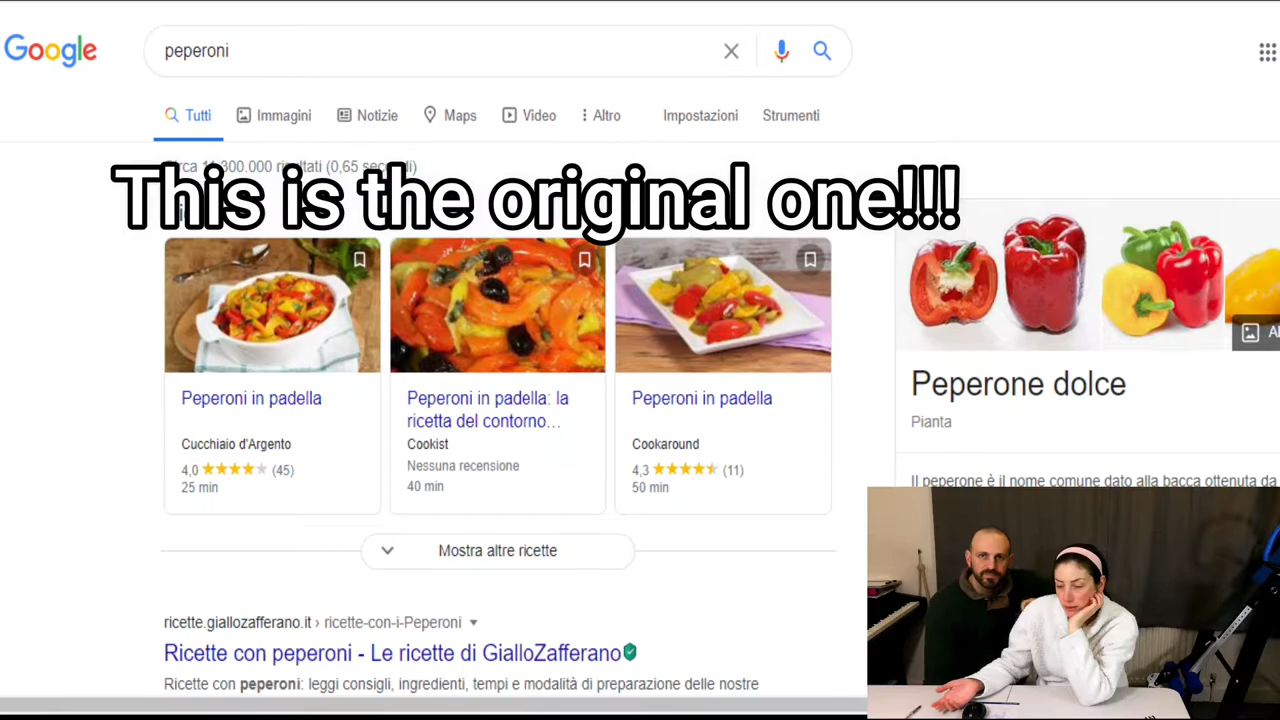 Google
peperoni
Tutti Immagini Notizie Maps Video Altro Impostazioni Strumenti
This is the original one!!!
Peperoni in padella
Cucchiaio d'Argento
4,0 (45)
25 min
Peperoni in padella: la
ricetta del contorno...
Cookist
Nessuna recensione
40 min
Peperoni in padella
Cookaround
4,3 (11)
50 min
Mostra altre ricette
ricette.giallozafferano.it › ricette-con-i-Peperoni
Ricette con peperoni - Le ricette di GialloZafferano
Ricette con peperoni: leggi consigli, ingredienti, tempi e modalità di preparazione delle nostre
Peperone dolce
Pianta
Il peperone è il nome comune dato alla bacca ottenuta da